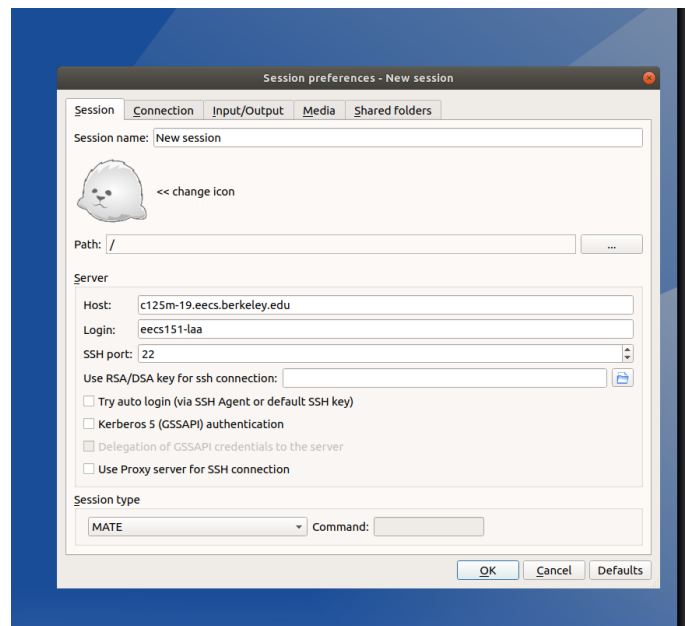 Session preferences - New session
Session Connection Input/Output Media Shared folders
Session name: New session
<< change icon
Path: / ...
Server
Host: c125m-19.eecs.berkeley.edu
Login: eecs151-laa
SSH port: 22
Use RSA/DSA key for ssh connection:
Try auto login (via SSH Agent or default SSH key)
Kerberos 5 (GSSAPI) authentication
Delegation of GSSAPI credentials to the server
Use Proxy server for SSH connection
Session type
MATE Command:
OK Cancel Defaults